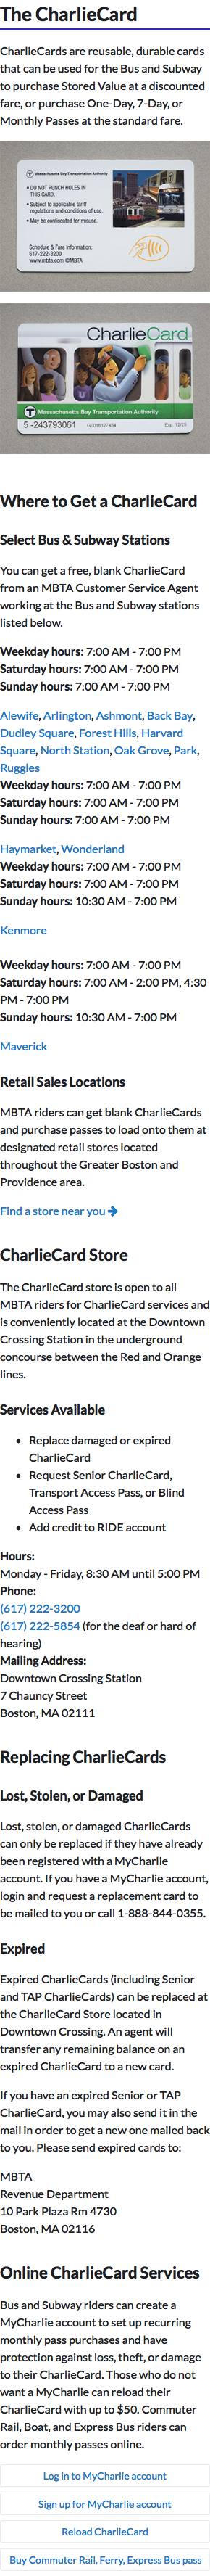 The CharlieCard
CharlieCards are reusable, durable cards
that can be used for the Bus and Subway
to purchase Stored Value at a discounted
fare, or purchase One-Day, 7-Day, or
Monthly Passes at the standard fare.
Massachusetts Bay Transportation Authority
• DO NOT PUNCH HOLES IN
THIS CARD.
• Subject to applicable tariff
regulations and conditions of use.
• May be confiscated for misuse.
Schedule & Fare Information:
617-222-3200
www.mbta.com ©MBTA
CharlieCard
Massachusetts Bay Transportation Authority
5 -243793061
Exp. 12/25
Where to Get a CharlieCard
Select Bus & Subway Stations
You can get a free, blank CharlieCard
from an MBTA Customer Service Agent
working at the Bus and Subway stations
listed below.
Weekday hours: 7:00 AM - 7:00 PM
Saturday hours: 7:00 AM - 7:00 PM
Sunday hours: 7:00 AM - 7:00 PM
Alewife, Arlington, Ashmont, Back Bay,
Dudley Square, Forest Hills, Harvard
Square, North Station, Oak Grove, Park,
Ruggles
Weekday hours: 7:00 AM - 7:00 PM
Saturday hours: 7:00 AM - 7:00 PM
Sunday hours: 7:00 AM - 7:00 PM
Haymarket, Wonderland
Weekday hours: 7:00 AM - 7:00 PM
Saturday hours: 7:00 AM - 7:00 PM
Sunday hours: 10:30 AM - 7:00 PM
Kenmore
Weekday hours: 7:00 AM - 7:00 PM
Saturday hours: 7:00 AM - 2:00 PM, 4:30
PM - 7:00 PM
Sunday hours: 10:30 AM - 7:00 PM
Maverick
Retail Sales Locations
MBTA riders can get blank CharlieCards
and purchase passes to load onto them at
designated retail stores located
throughout the Greater Boston and
Providence area.
Find a store near you
CharlieCard Store
The CharlieCard store is open to all
MBTA riders for CharlieCard services and
is conveniently located at the Downtown
Crossing Station in the underground
concourse between the Red and Orange
lines.
Services Available
• Replace damaged or expired
CharlieCard
• Request Senior CharlieCard,
Transport Access Pass, or Blind
Access Pass
• Add credit to RIDE account
Hours:
Monday - Friday, 8:30 AM until 5:00 PM
Phone:
(617) 222-3200
(617) 222-5854 (for the deaf or hard of
hearing)
Mailing Address:
Downtown Crossing Station
7 Chauncy Street
Boston, MA 02111
Replacing CharlieCards
Lost, Stolen, or Damaged
Lost, stolen, or damaged CharlieCards
can only be replaced if they have already
been registered with a MyCharlie
account. If you have a MyCharlie account,
login and request a replacement card to
be mailed to you or call 1-888-844-0355.
Expired
Expired CharlieCards (including Senior
and TAP CharlieCards) can be replaced at
the CharlieCard Store located in
Downtown Crossing. An agent will
transfer any remaining balance on an
expired CharlieCard to a new card.
If you have an expired Senior or TAP
CharlieCard, you may also send it in the
mail in order to get a new one mailed back
to you. Please send expired cards to:
MBTA
Revenue Department
10 Park Plaza Rm 4730
Boston, MA 02116
Online CharlieCard Services
Bus and Subway riders can create a
MyCharlie account to set up recurring
monthly pass purchases and have
protection against loss, theft, or damage
to their CharlieCard. Those who do not
want a MyCharlie can reload their
CharlieCard with up to $50. Commuter
Rail, Boat, and Express Bus riders can
order monthly passes online.
Log in to MyCharlie account
Sign up for MyCharlie account
Reload CharlieCard
Buy Commuter Rail, Ferry, Express Bus pass